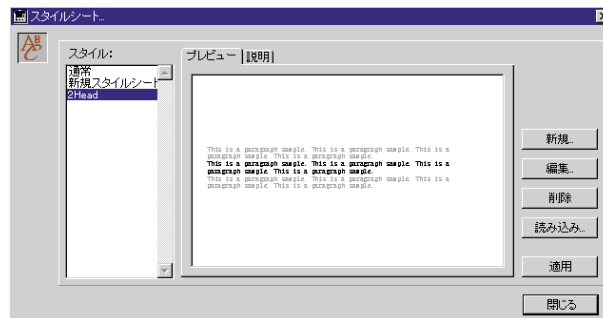 スタイルシート...
ABC
スタイル:
通常
新規スタイルシート
2Head
プレビュー
説明
This is a paragraph sample. This is a paragraph sample. This is a
paragraph sample. This is a paragraph sample.
This is a paragraph sample. This is a paragraph sample. This is a
paragraph sample. This is a paragraph sample.
This is a paragraph sample. This is a paragraph sample. This is a
paragraph sample. This is a paragraph sample.
新規...
編集...
削除
読み込み...
適用
閉じる